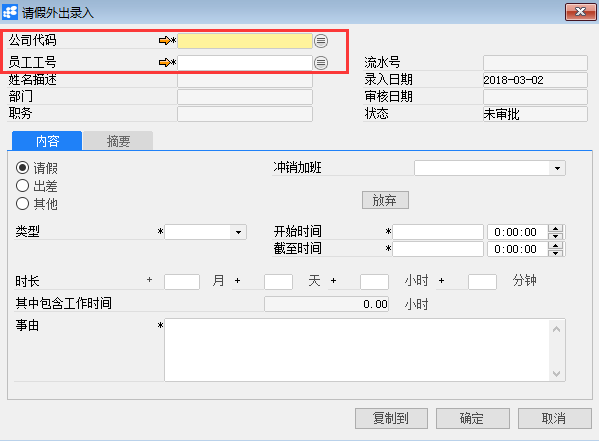 请假外出录入
公司代码 *
员工工号 * 流水号
姓名描述 录入日期 2018-03-02
部门 审核日期
职务 状态 未审批
内容 摘要
请假 冲销加班
出差 放弃
其他
类型 * 开始时间 * 0:00:00
截至时间 * 0:00:00
时长 + 月 + 天 + 小时 + 分钟
其中包含工作时间 0.00 小时
事由 *
复制到 确定 取消